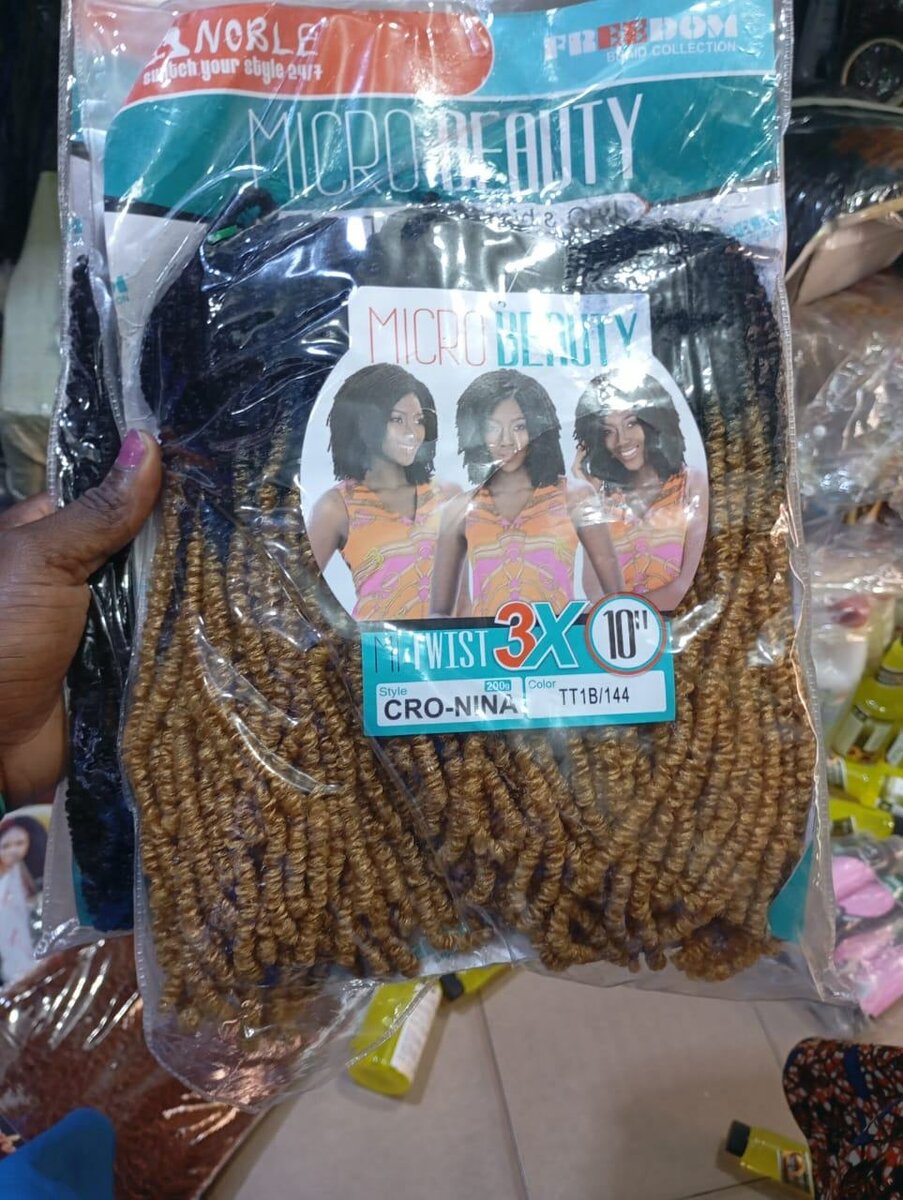 NOBLE
switch your style 24/7
FREEDOM
BRAID COLLECTION
MICRO BEAUTY
MICRO BEAUTY
TWIST 3X 10"
Style 200g Color
CRO-NINA TT1B/144